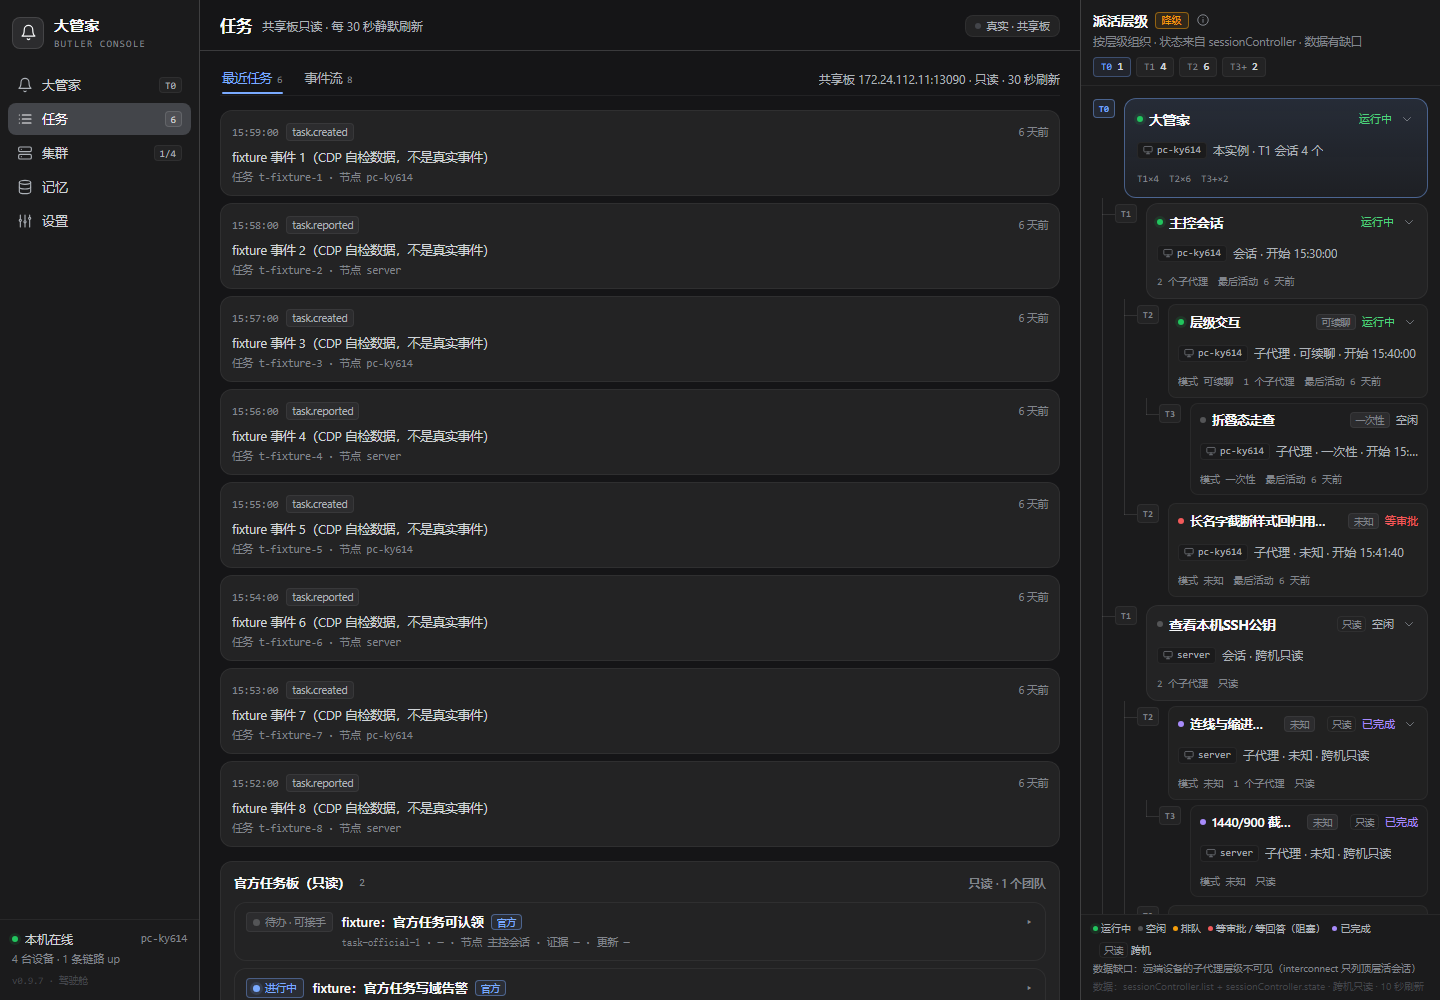 大管家
BUTLER CONSOLE
大管家 T0
任务 6
集群 1/4
记忆
设置
本机在线 pc-ky614
4 台设备 · 1 条链路 up
v0.9.7 · 驾驶舱
任务 共享板只读 · 每 30 秒静默刷新 真实 · 共享板
最近任务 6 事件流 8 共享板 172.24.112.11:13090 · 只读 · 30 秒刷新
15:59:00 task.created 6 天前
fixture 事件 1（CDP 自检数据，不是真实事件）
任务 t-fixture-1 · 节点 pc-ky614
15:58:00 task.reported 6 天前
fixture 事件 2（CDP 自检数据，不是真实事件）
任务 t-fixture-2 · 节点 server
15:57:00 task.created 6 天前
fixture 事件 3（CDP 自检数据，不是真实事件）
任务 t-fixture-3 · 节点 pc-ky614
15:56:00 task.reported 6 天前
fixture 事件 4（CDP 自检数据，不是真实事件）
任务 t-fixture-4 · 节点 server
15:55:00 task.created 6 天前
fixture 事件 5（CDP 自检数据，不是真实事件）
任务 t-fixture-5 · 节点 pc-ky614
15:54:00 task.reported 6 天前
fixture 事件 6（CDP 自检数据，不是真实事件）
任务 t-fixture-6 · 节点 server
15:53:00 task.created 6 天前
fixture 事件 7（CDP 自检数据，不是真实事件）
任务 t-fixture-7 · 节点 pc-ky614
15:52:00 task.reported 6 天前
fixture 事件 8（CDP 自检数据，不是真实事件）
任务 t-fixture-8 · 节点 server
官方任务板（只读） 2 只读 · 1 个团队
待办 · 可接手 fixture：官方任务可认领 官方
task-official-1 · — · 节点 主控会话 · 证据 — · 更新 —
进行中 fixture：官方任务写域告警 官方
派活层级 降级
按层级组织 · 状态来自 sessionController · 数据有缺口
T0 1 T1 4 T2 6 T3+ 2
T0 大管家 运行中
pc-ky614 本实例 · T1 会话 4 个
T1×4 T2×6 T3+×2
T1 主控会话 运行中
pc-ky614 会话 · 开始 15:30:00
2 个子代理 最后活动 6 天前
T2 层级交互 可续聊 运行中
pc-ky614 子代理 · 可续聊 · 开始 15:40:00
模式 可续聊 1 个子代理 最后活动 6 天前
T3 折叠态走查 一次性 空闲
pc-ky614 子代理 · 一次性 · 开始 15:...
模式 一次性 最后活动 6 天前
T2 长名字截断样式回归用... 未知 等审批
pc-ky614 子代理 · 未知 · 开始 15:41:40
模式 未知 最后活动 6 天前
T1 查看本机SSH公钥 只读 空闲
server 会话 · 跨机只读
2 个子代理 只读
T2 连线与缩进... 未知 只读 已完成
server 子代理 · 未知 · 跨机只读
模式 未知 1 个子代理 只读
T3 1440/900 截... 未知 只读 已完成
server 子代理 · 未知 · 跨机只读
模式 未知 只读
运行中 空闲 排队 等审批 / 等回答（阻塞） 已完成
只读 跨机
数据缺口：远端设备的子代理层级不可见（interconnect 只列顶层活会话）
数据：sessionController.list + sessionController.state · 跨机只读 · 10 秒刷新